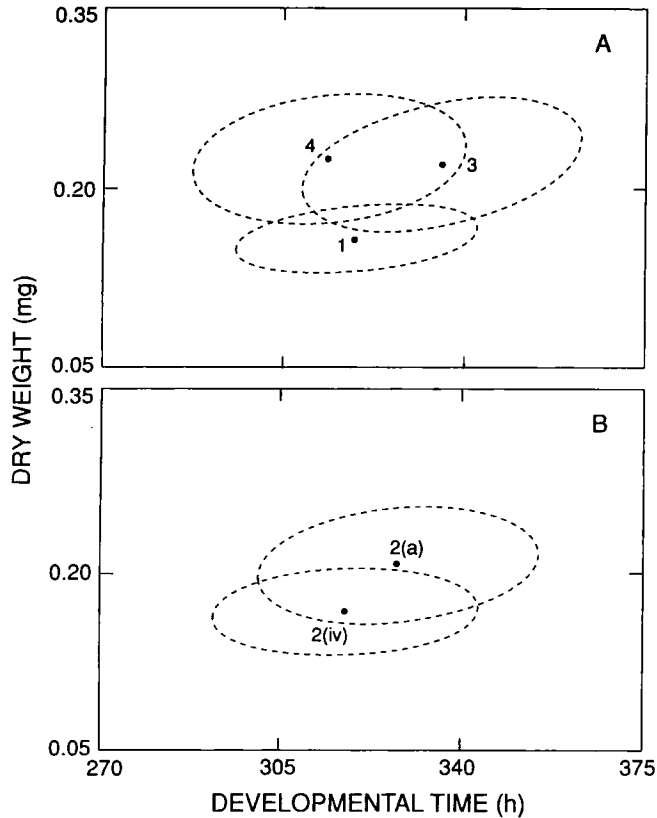 0.35
A
4
3
0.20
1
0.05
DRY WEIGHT (mg)
0.35
B
2(a)
0.20
2(iv)
0.05
270 305 340 375
DEVELOPMENTAL TIME (h)